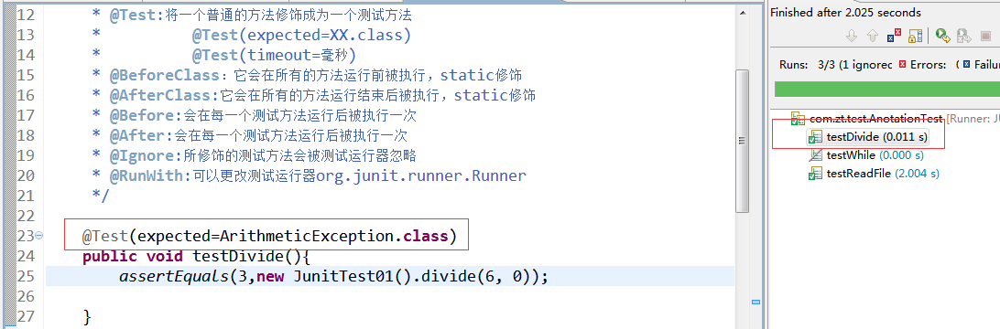 12 * @Test:将一个普通的方法修饰成为一个测试方法
13 * @Test(expected=XX.class)
14 * @Test(timeout=毫秒)
15 * @BeforeClass：它会在所有的方法运行前被执行，static修饰
16 * @AfterClass:它会在所有的方法运行结束后被执行，static修饰
17 * @Before:会在每一个测试方法运行后被执行一次
18 * @After:会在每一个测试方法运行后被执行一次
19 * @Ignore:所修饰的测试方法会被测试运行器忽略
20 * @RunWith:可以更改测试运行器org.junit.runner.Runner
21 */
22
23 @Test(expected=ArithmeticException.class)
24 public void testDivide(){
25 assertEquals(3,new JunitTest01().divide(6, 0));
26
27 }
Finished after 2.025 seconds
Runs: 3/3 (1 ignored Errors: 0 Failu
com.zt.test.AnotationTest [Runner: J
testDivide (0.011 s)
testWhile (0.000 s)
testReadFile (2.004 s)